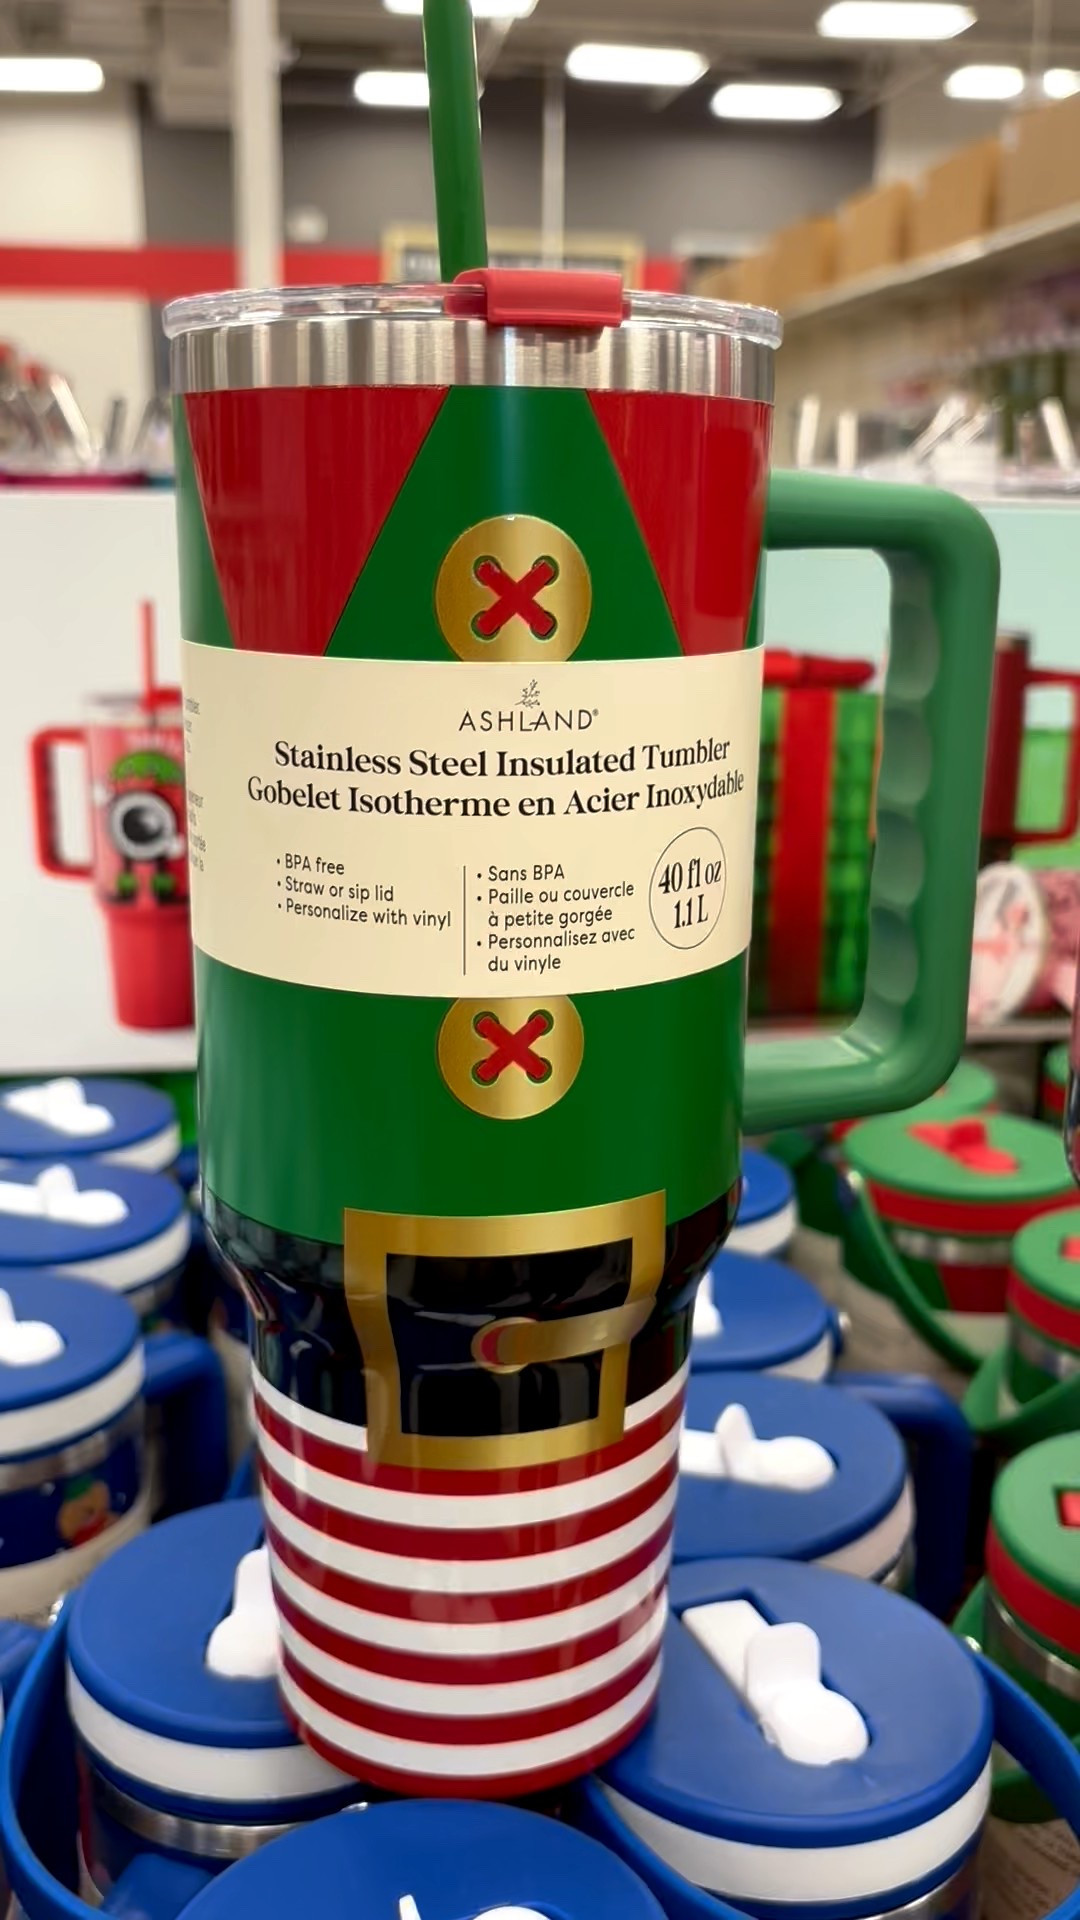 ASHLAND®
Stainless Steel Insulated Tumbler
Gobelet Isotherme en Acier Inoxydable
• BPA free
• Straw or sip lid
• Personalize with vinyl
• Sans BPA
• Paille ou couvercle
à petite gorgée
• Personnalisez avec
du vinyle
40 fl oz
1.1 L